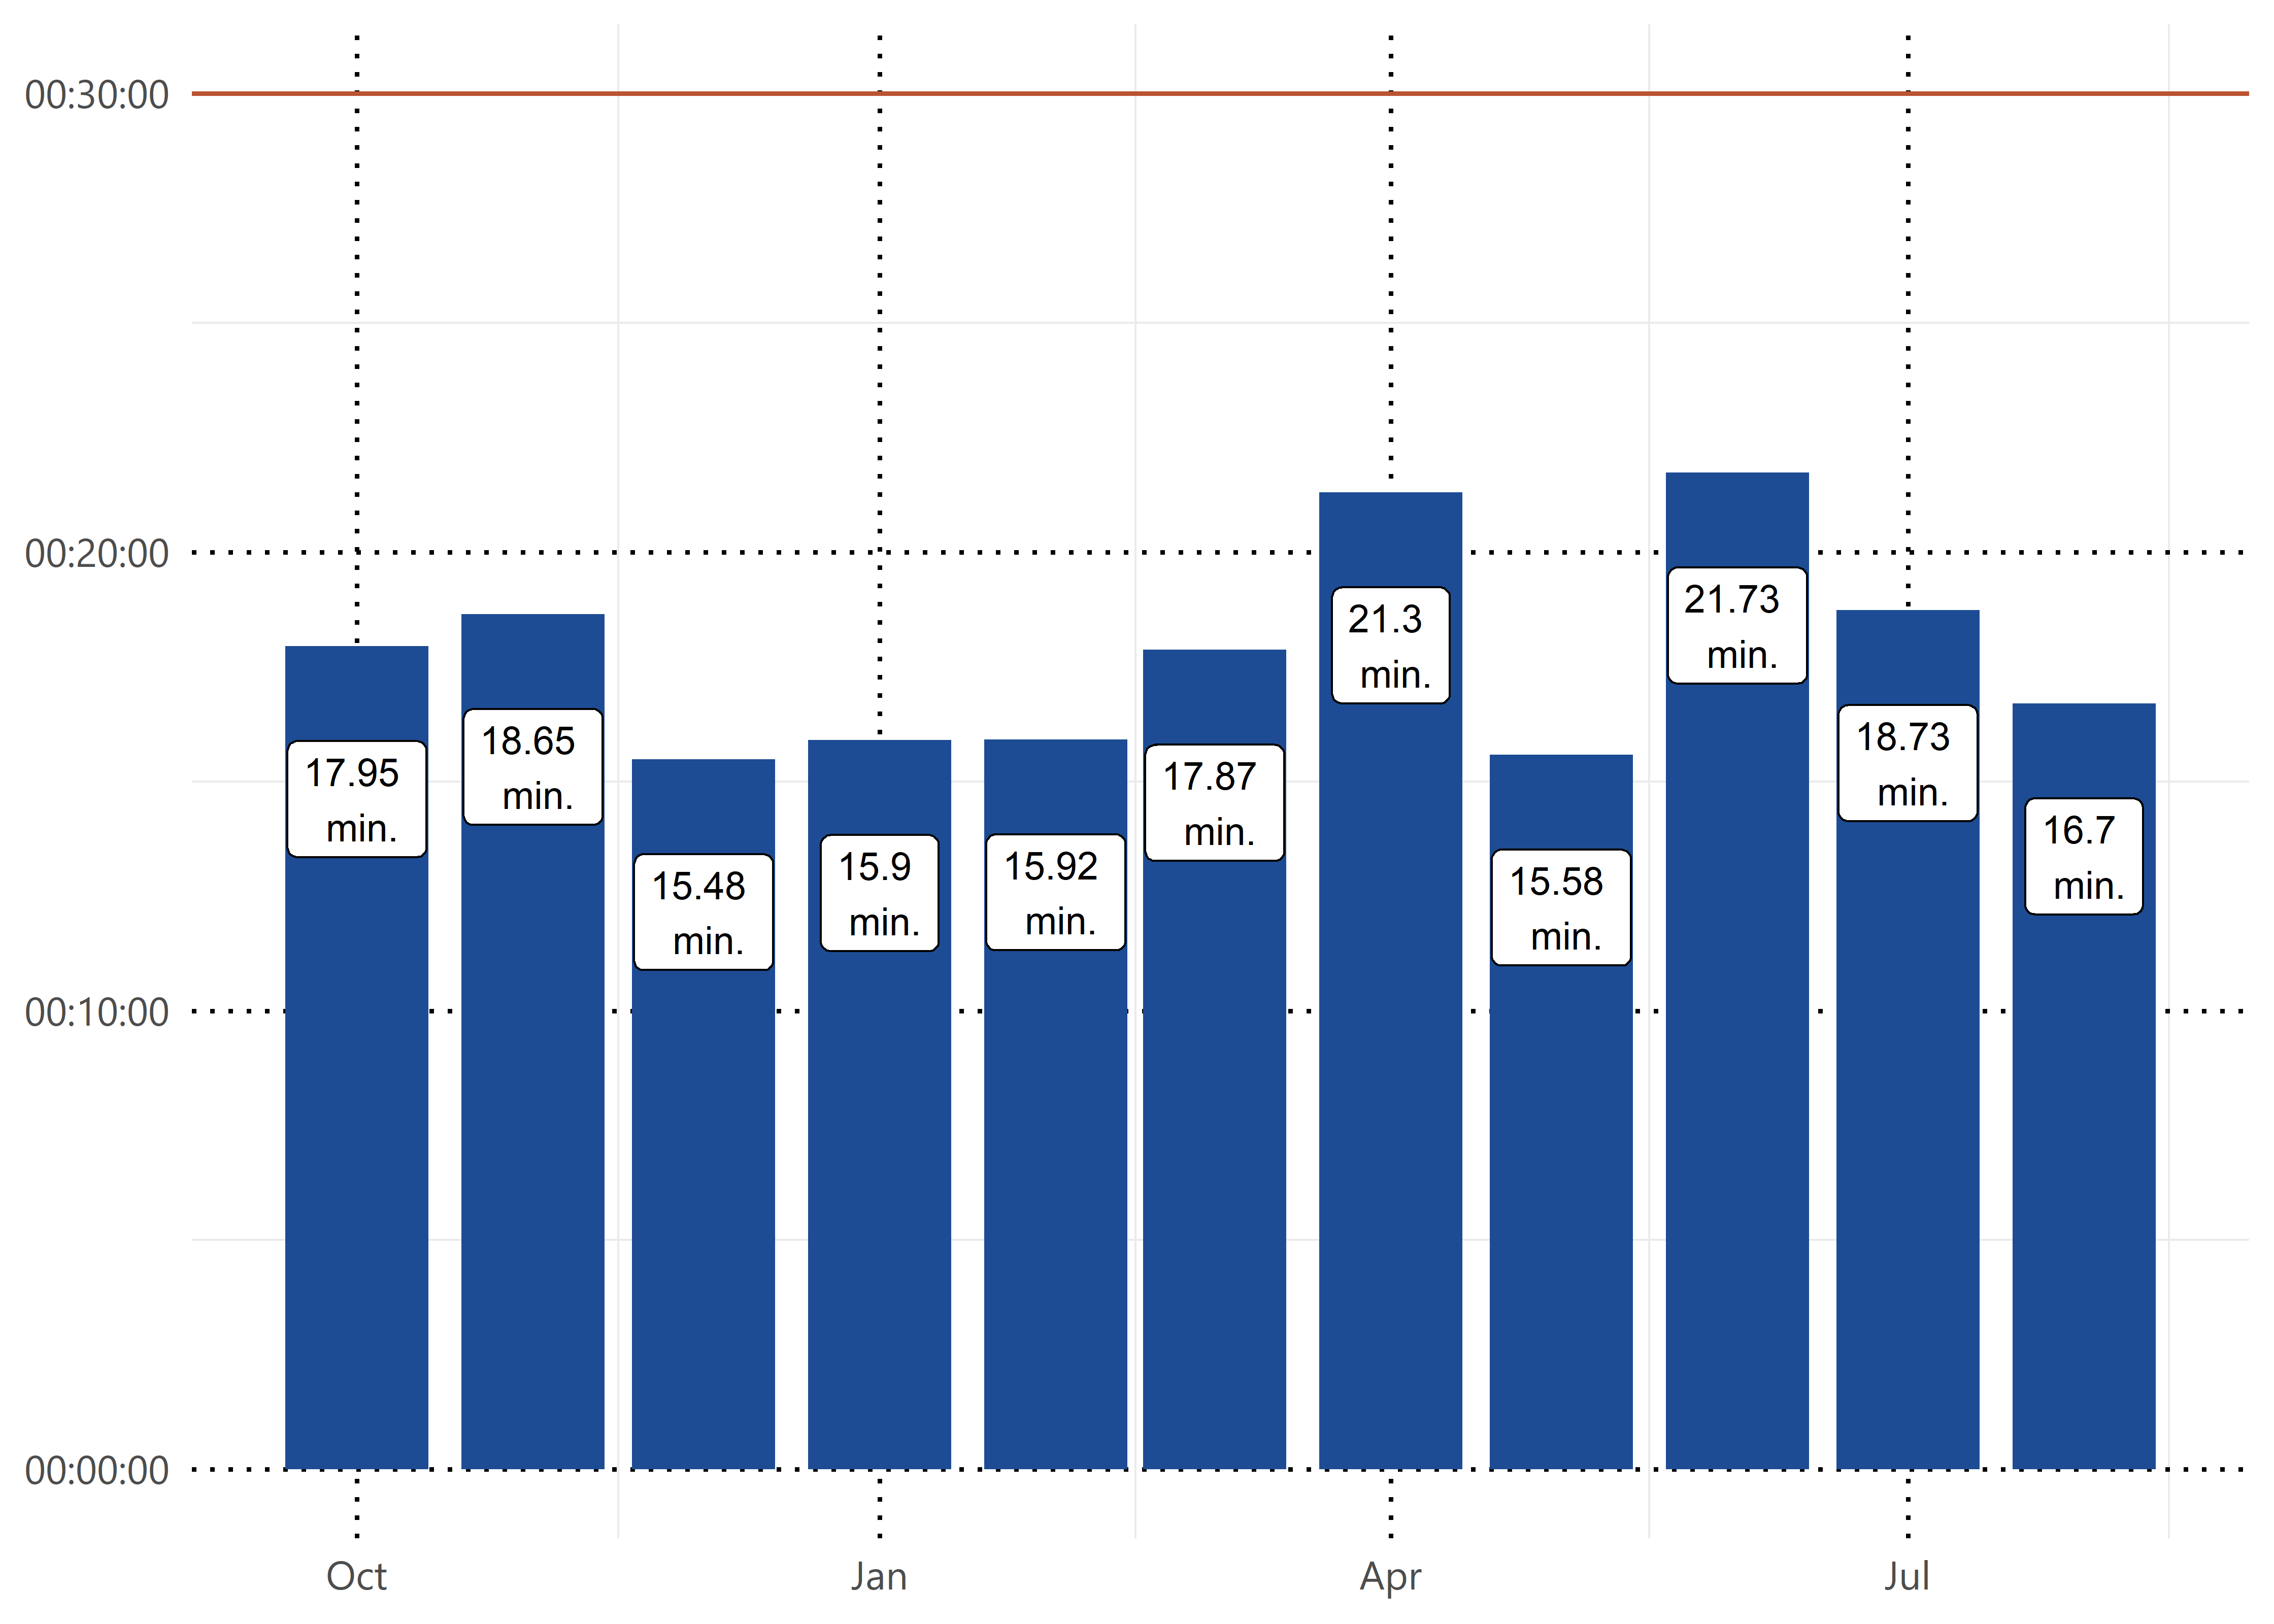 00:30:00
00:20:00
00:10:00
00:00:00
17.95
min.
18.65
min.
15.48
min.
15.9
min.
15.92
min.
17.87
min.
21.3
min.
15.58
min.
21.73
min.
18.73
min.
16.7
min.
Oct
Jan
Apr
Jul